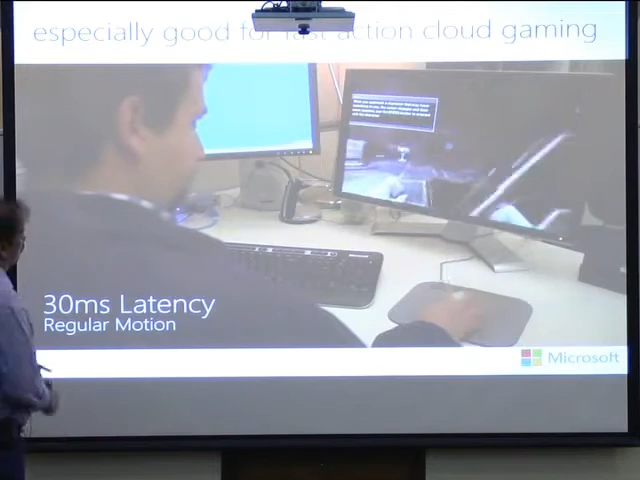 especially good for fast action cloud gaming
30ms Latency
Regular Motion
Microsoft